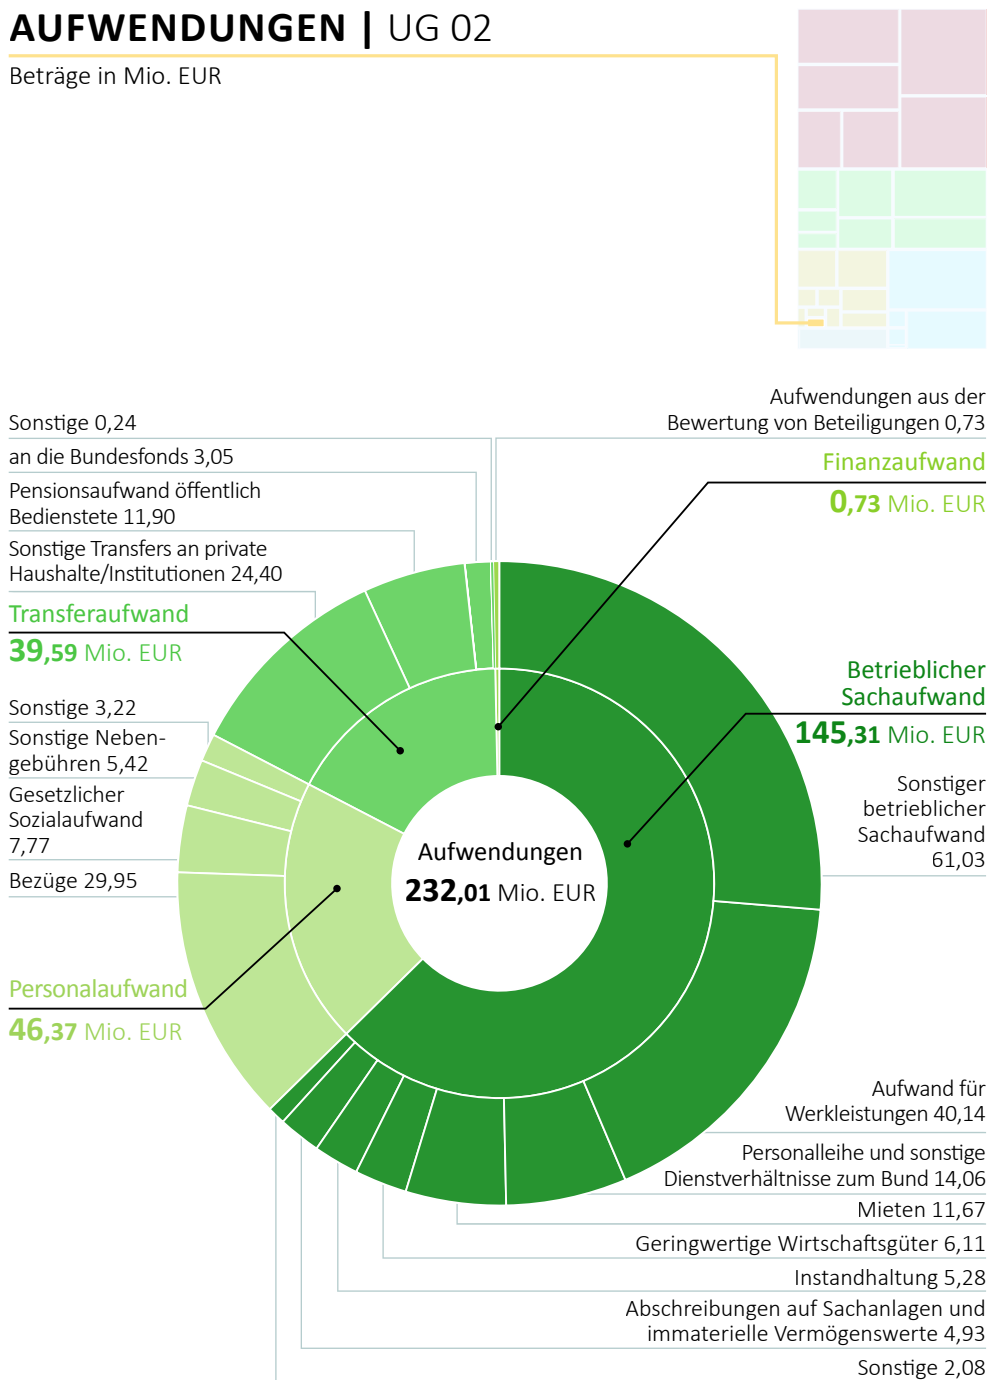 AUFWENDUNGEN | UG 02
Beträge in Mio. EUR
Sonstige 0,24
an die Bundesfonds 3,05
Pensionsaufwand öffentlich
Bedienstete 11,90
Sonstige Transfers an private
Haushalte/Institutionen 24,40
Transferaufwand
39,59 Mio. EUR
Sonstige 3,22
Sonstige Neben-
gebühren 5,42
Gesetzlicher
Sozialaufwand
7,77
Bezüge 29,95
Personalaufwand
46,37 Mio. EUR
Aufwendungen
232,01 Mio. EUR
Aufwendungen aus der
Bewertung von Beteiligungen 0,73
Finanzaufwand
0,73 Mio. EUR
Betrieblicher
Sachaufwand
145,31 Mio. EUR
Sonstiger
betrieblicher
Sachaufwand
61,03
Aufwand für
Werkleistungen 40,14
Personalleihe und sonstige
Dienstverhältnisse zum Bund 14,06
Mieten 11,67
Geringwertige Wirtschaftsgüter 6,11
Instandhaltung 5,28
Abschreibungen auf Sachanlagen und
immaterielle Vermögenswerte 4,93
Sonstige 2,08